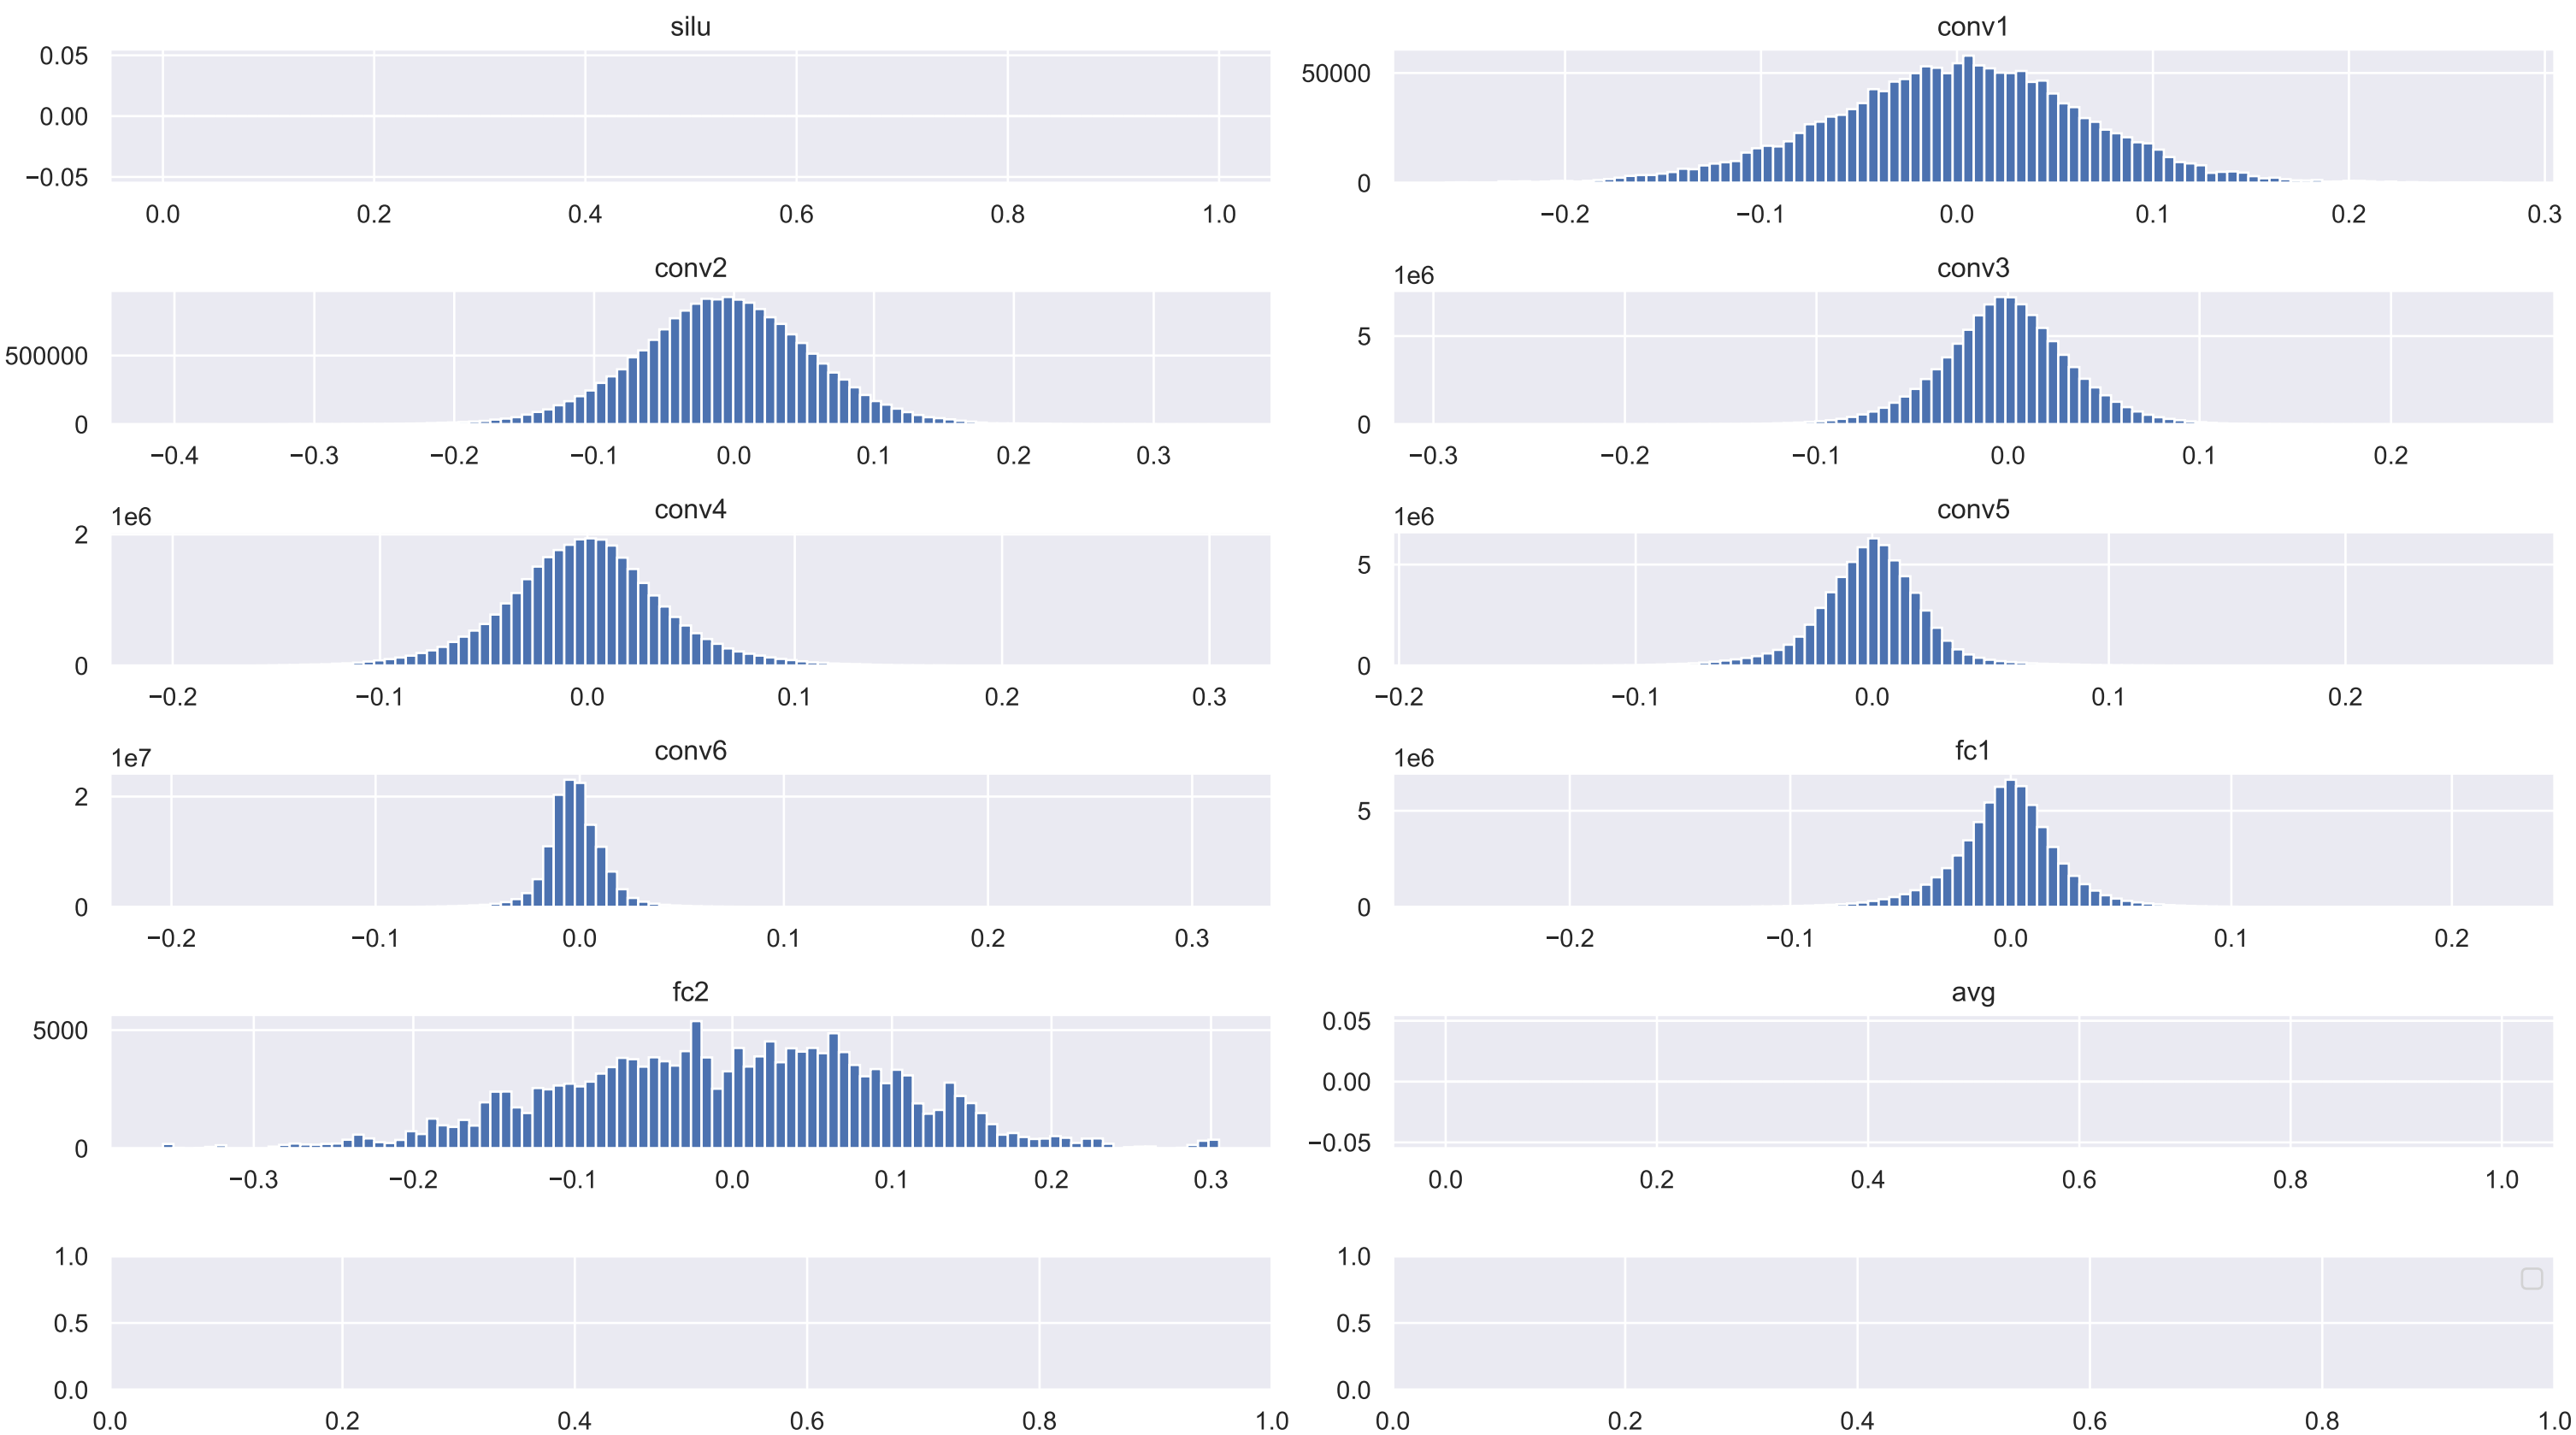 silu
0.05
0.00
−0.05
0.0 0.2 0.4 0.6 0.8 1.0
conv1
50000
0
−0.2 −0.1 0.0 0.1 0.2 0.3
conv2
500000
0
−0.4 −0.3 −0.2 −0.1 0.0 0.1 0.2 0.3
conv3
1e6
5
0
−0.3 −0.2 −0.1 0.0 0.1 0.2
conv4
1e6
2
0
−0.2 −0.1 0.0 0.1 0.2 0.3
conv5
1e6
5
0
−0.2 −0.1 0.0 0.1 0.2
conv6
1e7
2
0
−0.2 −0.1 0.0 0.1 0.2 0.3
fc1
1e6
5
0
−0.2 −0.1 0.0 0.1 0.2
fc2
5000
0
−0.3 −0.2 −0.1 0.0 0.1 0.2 0.3
avg
0.05
0.00
−0.05
0.0 0.2 0.4 0.6 0.8 1.0
1.0
0.5
0.0
0.0 0.2 0.4 0.6 0.8 1.0
1.0
0.5
0.0
0.0 0.2 0.4 0.6 0.8 1.0